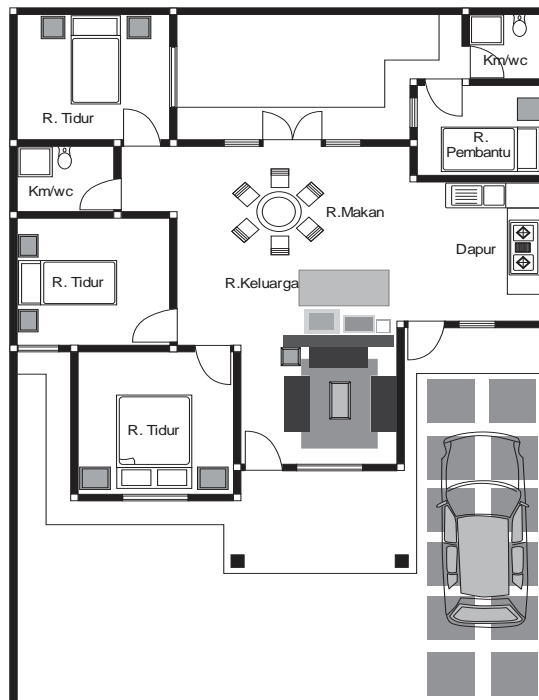 Km/wc
R. Tidur
R.
Pembantu
Km/wc
R.Makan
Dapur
R. Tidur
R.Keluarga
R. Tidur